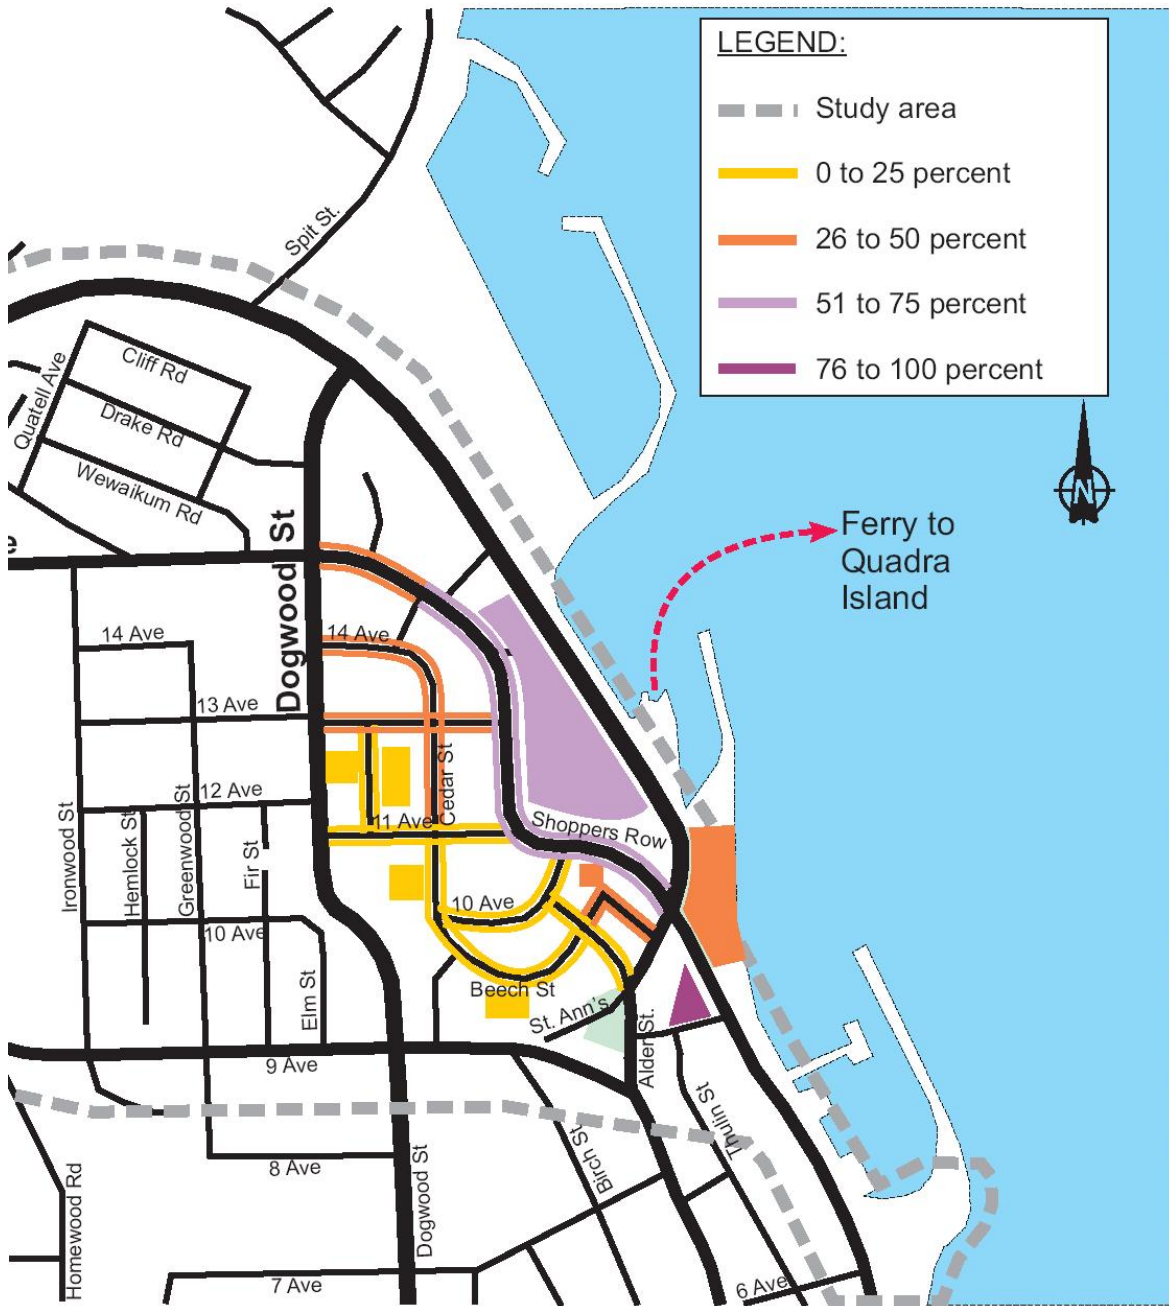 LEGEND:
Study area
0 to 25 percent
26 to 50 percent
51 to 75 percent
76 to 100 percent
N
Spit St.
Cliff Rd
Quatell Ave
Drake Rd
Wewaikum Rd
Ferry to
Quadra
Island
Dogwood St
14 Ave
14 Ave
13 Ave
Cedar St
12 Ave
11 Ave
Shoppers Row
Ironwood St
Hemlock St
Greenwood St
Fir St
10 Ave
10 Ave
Elm St
Beech St
St. Ann's
Alder St.
9 Ave
Thulin St
Birch St
8 Ave
Homewood Rd
Dogwood St
7 Ave
6 Ave